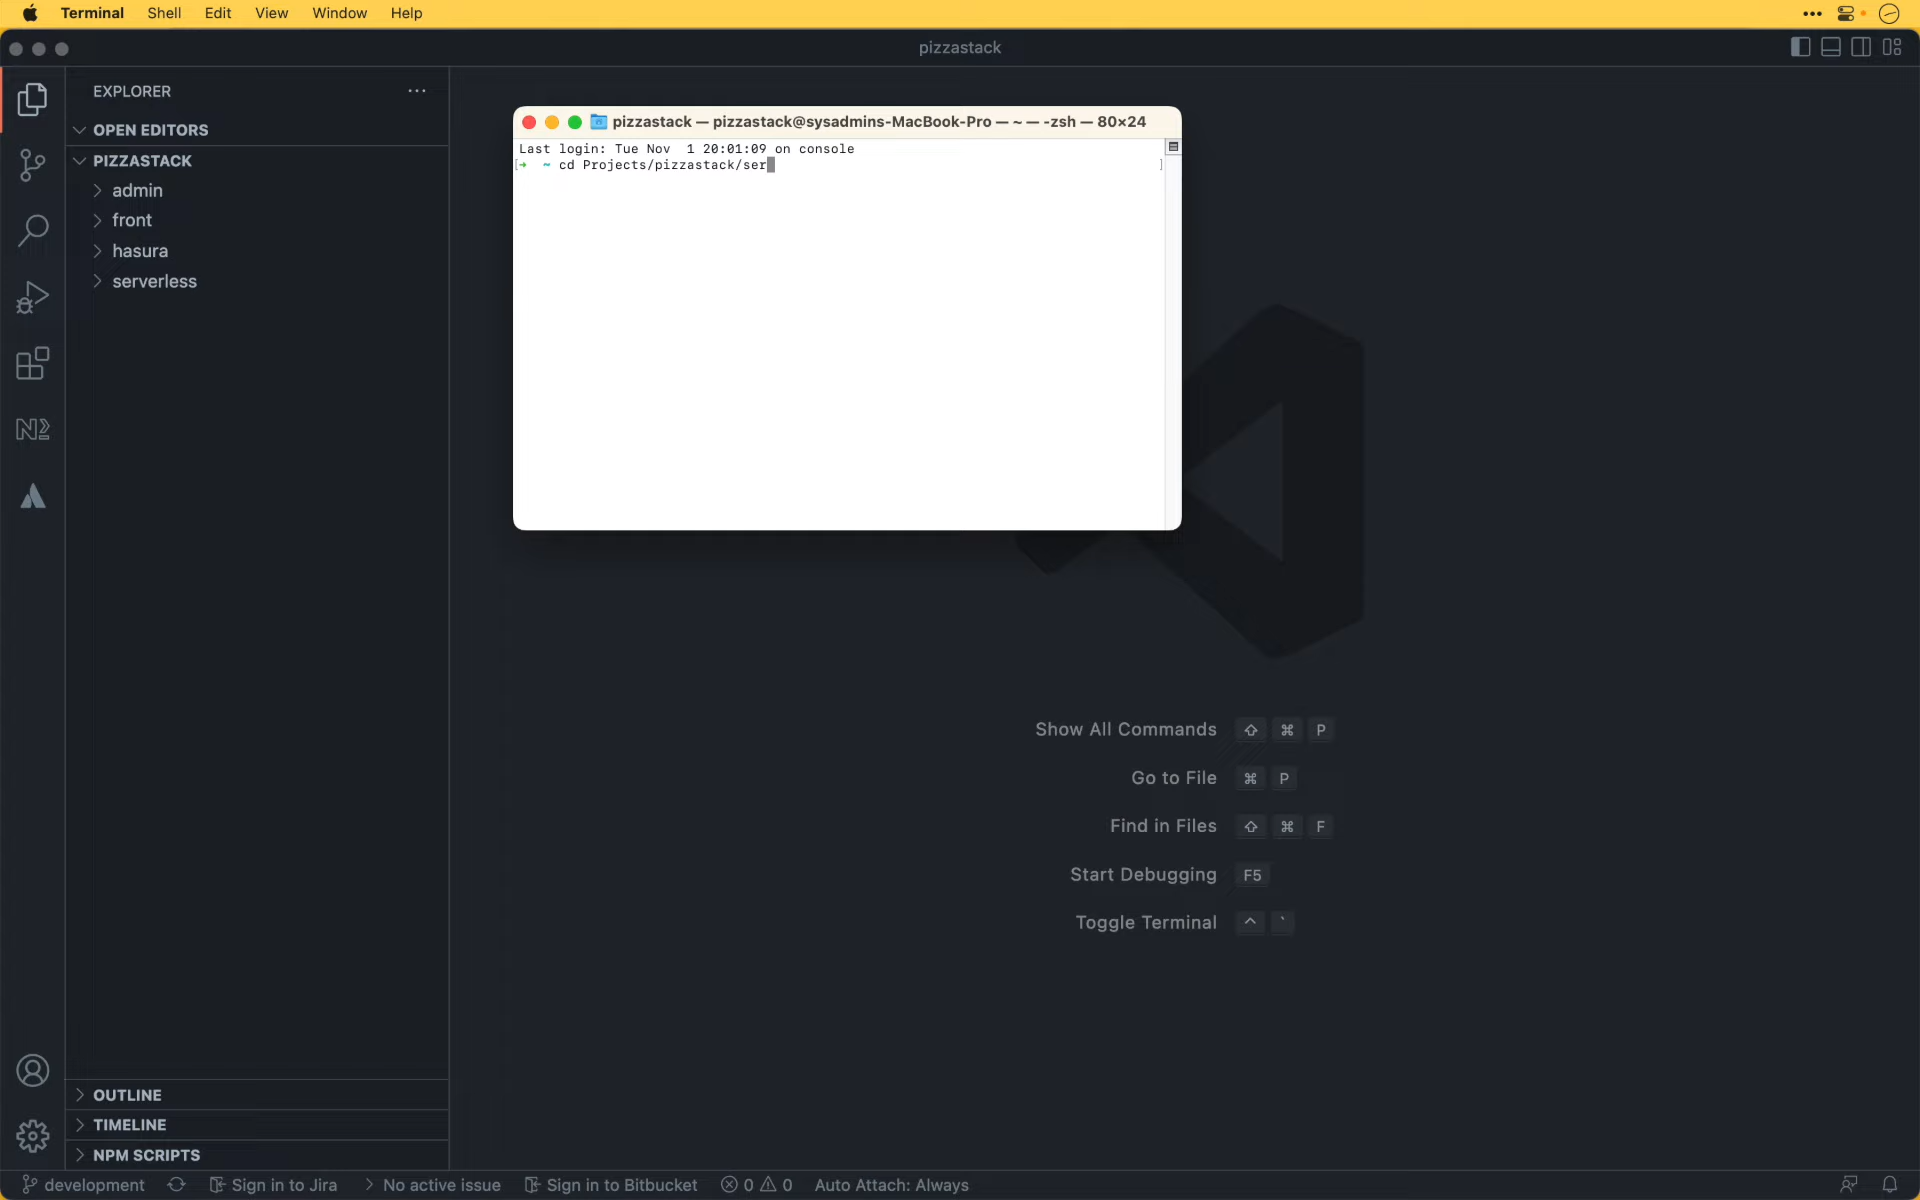 Terminal Shell Edit View Window Help
pizzastack
EXPLORER
OPEN EDITORS
PIZZASTACK
admin
front
hasura
serverless
pizzastack — pizzastack@sysadmins-MacBook-Pro — ~ — -zsh — 80×24
Last login: Tue Nov  1 20:01:09 on console
[➜  ~ cd Projects/pizzastack/ser ]
Show All Commands ⇧ ⌘ P
Go to File ⌘ P
Find in Files ⇧ ⌘ F
Start Debugging F5
Toggle Terminal ^ `
OUTLINE
TIMELINE
NPM SCRIPTS
development Sign in to Jira No active issue Sign in to Bitbucket 0 0 Auto Attach: Always